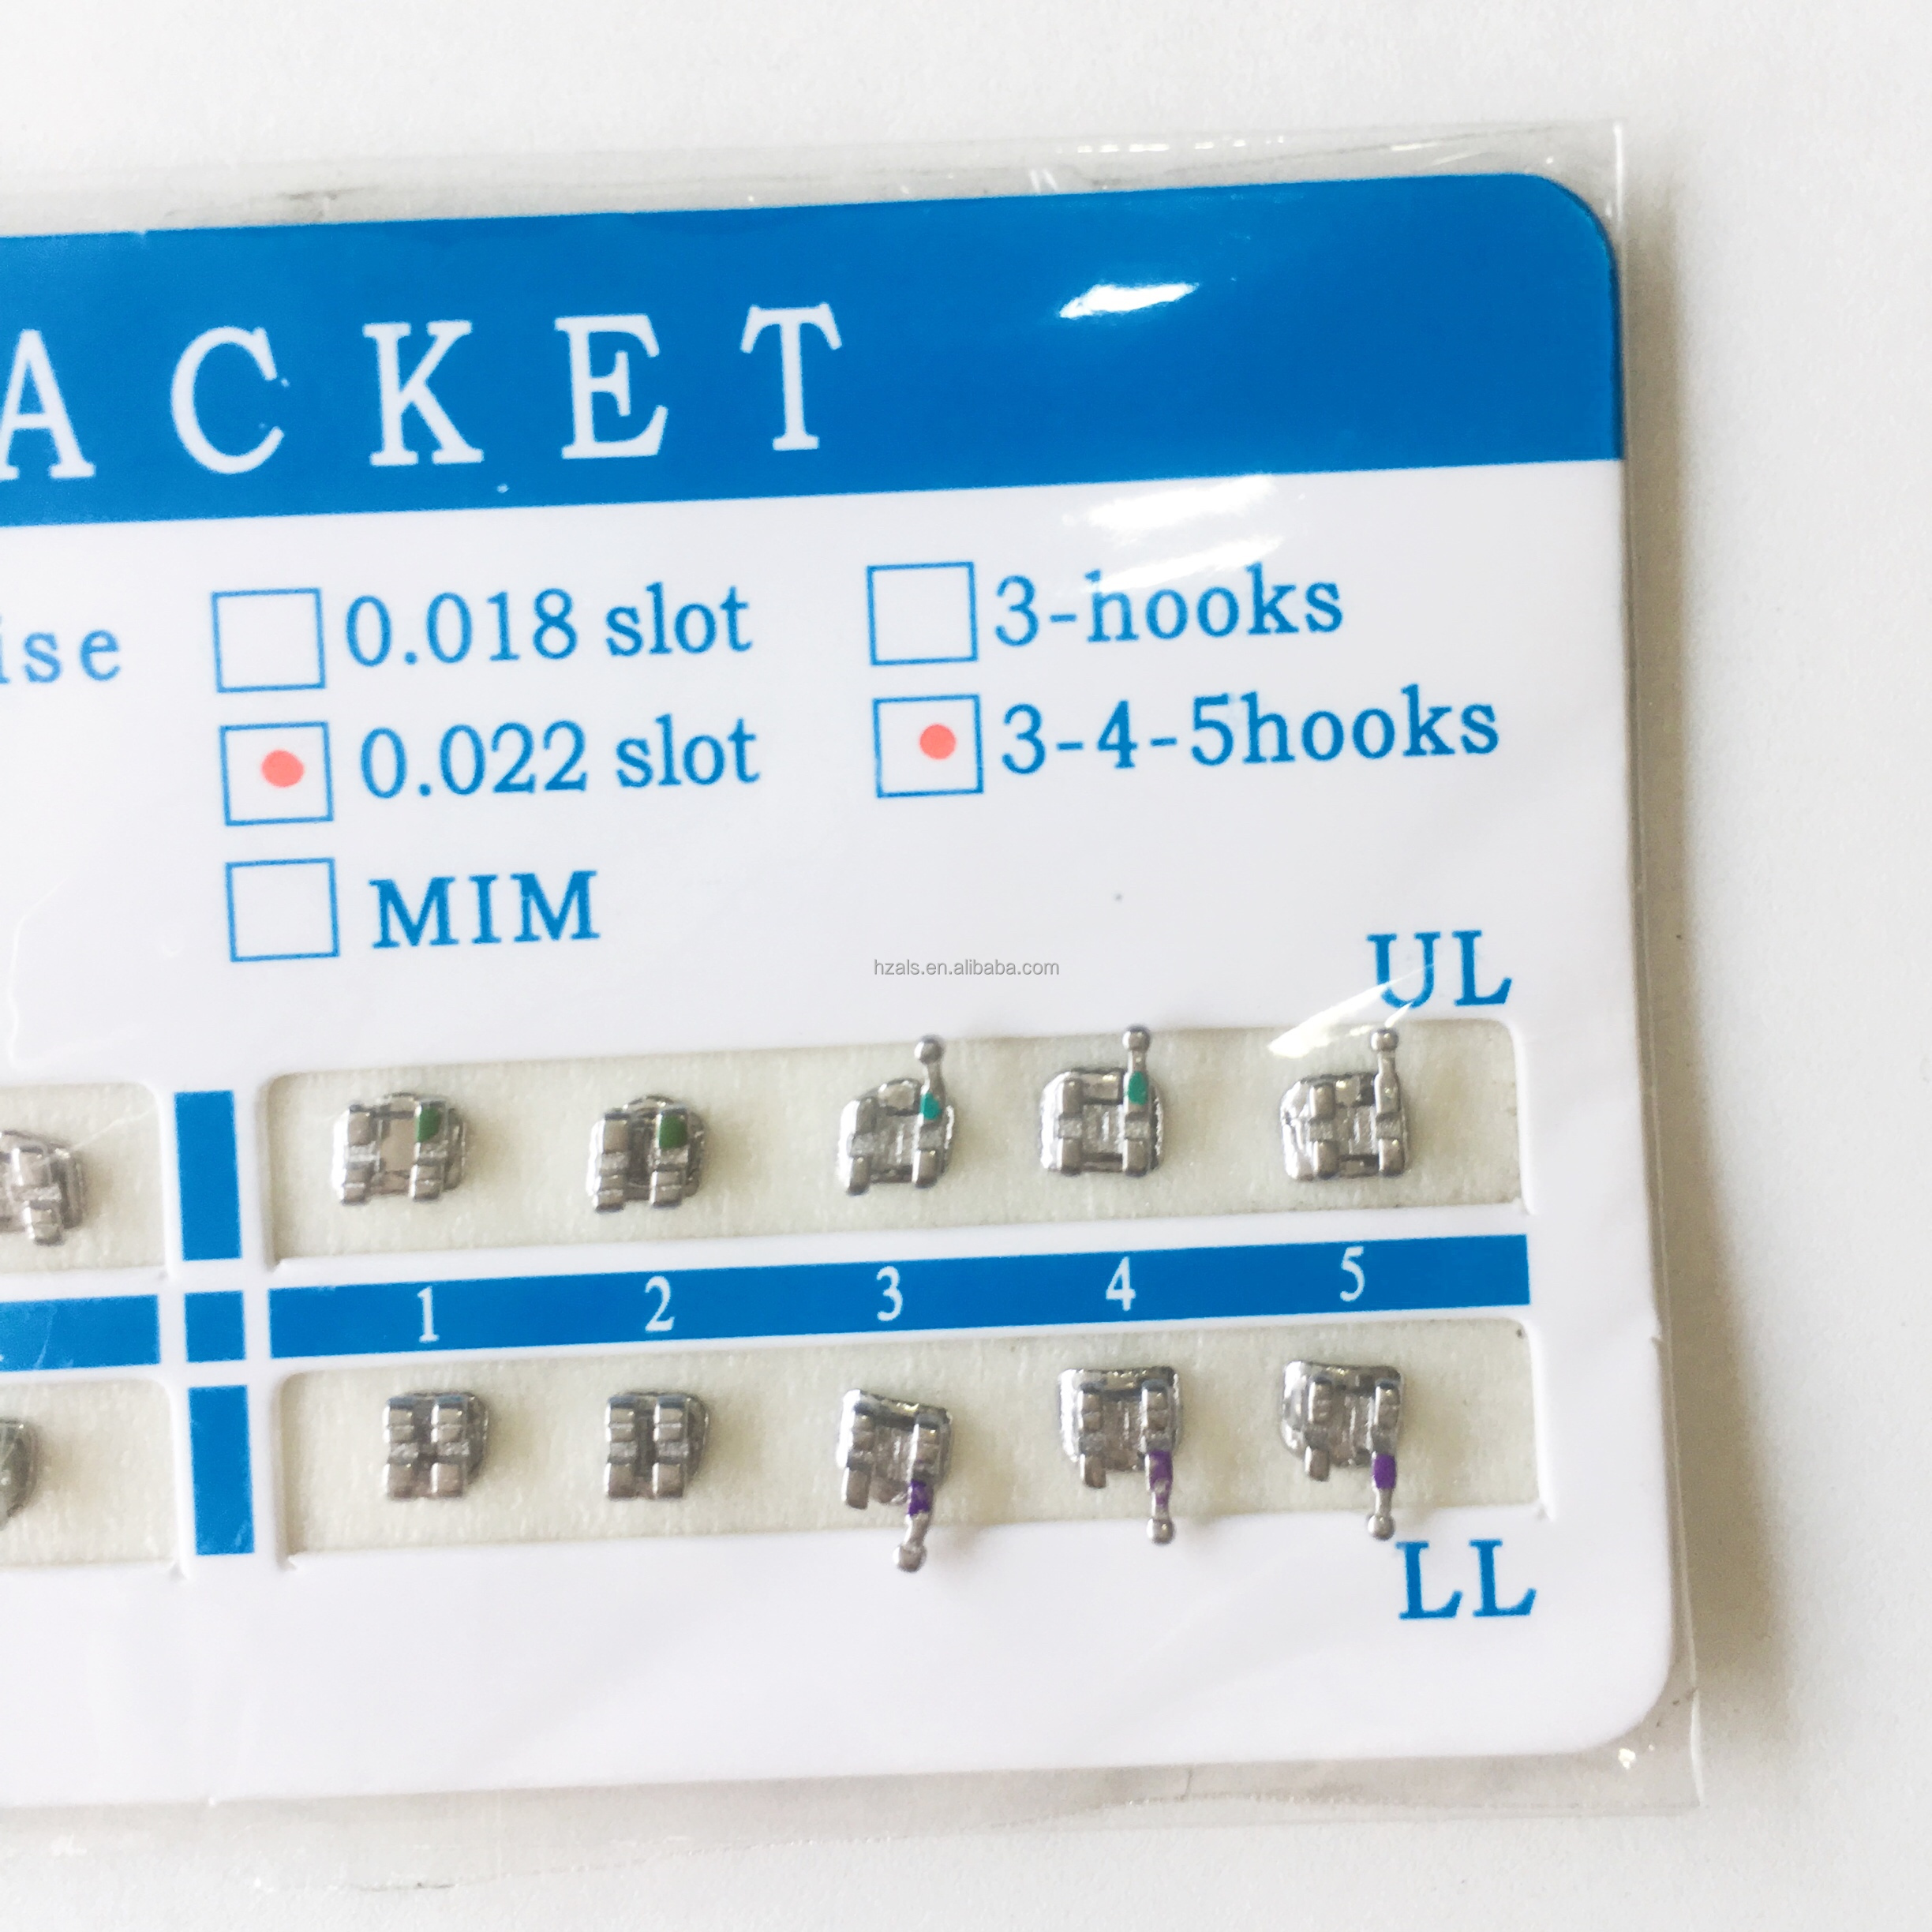 ACKET
ise
0.018 slot
3-hooks
0.022 slot
3-4-5hooks
MIM
hzals.en.alibaba.com
UL
1 2 3 4 5
LL